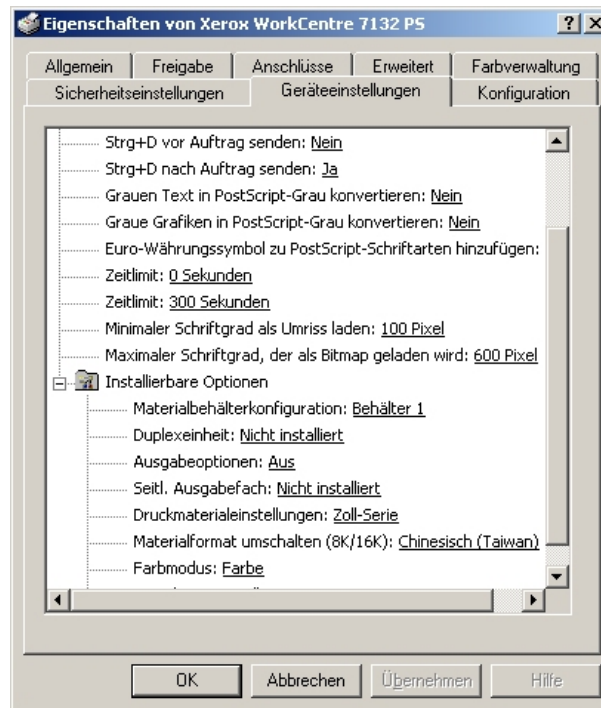 Eigenschaften von Xerox WorkCentre 7132 PS
Allgemein Freigabe Anschlüsse Erweitert Farbverwaltung
Sicherheitseinstellungen Geräteeinstellungen Konfiguration
Strg+D vor Auftrag senden: Nein
Strg+D nach Auftrag senden: Ja
Grauen Text in PostScript-Grau konvertieren: Nein
Graue Grafiken in PostScript-Grau konvertieren: Nein
Euro-Währungssymbol zu PostScript-Schriftarten hinzufügen:
Zeitlimit: 0 Sekunden
Zeitlimit: 300 Sekunden
Minimaler Schriftgrad als Umriss laden: 100 Pixel
Maximaler Schriftgrad, der als Bitmap geladen wird: 600 Pixel
Installierbare Optionen
Materialbehälterkonfiguration: Behälter 1
Duplexeinheit: Nicht installiert
Ausgabeoptionen: Aus
Seitl. Ausgabefach: Nicht installiert
Druckmaterialeinstellungen: Zoll-Serie
Materialformat umschalten (8K/16K): Chinesisch (Taiwan)
Farbmodus: Farbe
OK Abbrechen Übernehmen Hilfe